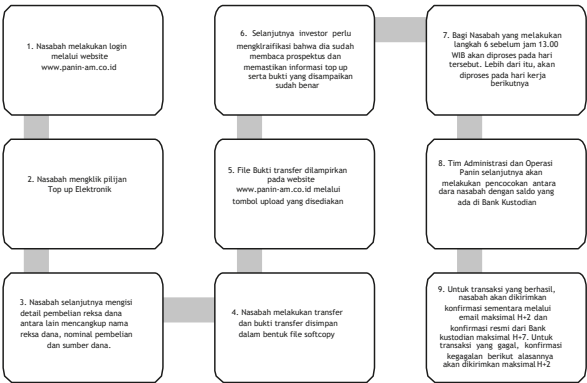 1. Nasabah melakukan login
melalui website
www.panin-am.co.id
2. Nasabah mengklik pilijan
Top up Elektronik
3. Nasabah selanjutnya mengisi
detail pembelian reksa dana
antara lain mencangkup nama
reksa dana, nominal pembelian
dan sumber dana.
4. Nasabah melakukan transfer
dan bukti transfer disimpan
dalam bentuk file softcopy
5. File Bukti transfer dilampirkan
pada website
www.panin-am.co.id melalui
tombol upload yang disediakan
6. Selanjutnya investor perlu
mengklraifikasi bahwa dia sudah
membaca prospektus dan
memastikan informasi top up
serta bukti yang disampaikan
sudah benar
7. Bagi Nasabah yang melakukan
langkah 6 sebelum jam 13.00
WIB akan diproses pada hari
tersebut. Lebih dari itu, akan
diproses pada hari kerja
berikutnya
8. Tim Administrasi dan Operasi
Panin selanjutnya akan
melakukan pencocokan antara
dara nasabah dengan saldo yang
ada di Bank Kustodian
9. Untuk transaksi yang berhasil,
nasabah akan dikirimkan
konfirmasi sementara melalui
email maksimal H+2 dan
konfirmasi resmi dari Bank
kustodian maksimal H+7. Untuk
transaksi yang gagal, konfirmasi
kegagalan berikut alasannya
akan dikirimkan maksimal H+2